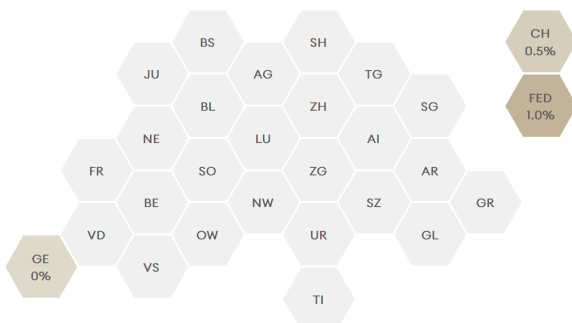 BS
SH
CH
0.5%
JU
AG
TG
BL
ZH
SG
FED
1.0%
NE
LU
AI
FR
SO
ZG
AR
BE
NW
SZ
GR
VD
OW
UR
GL
GE
0%
VS
TI